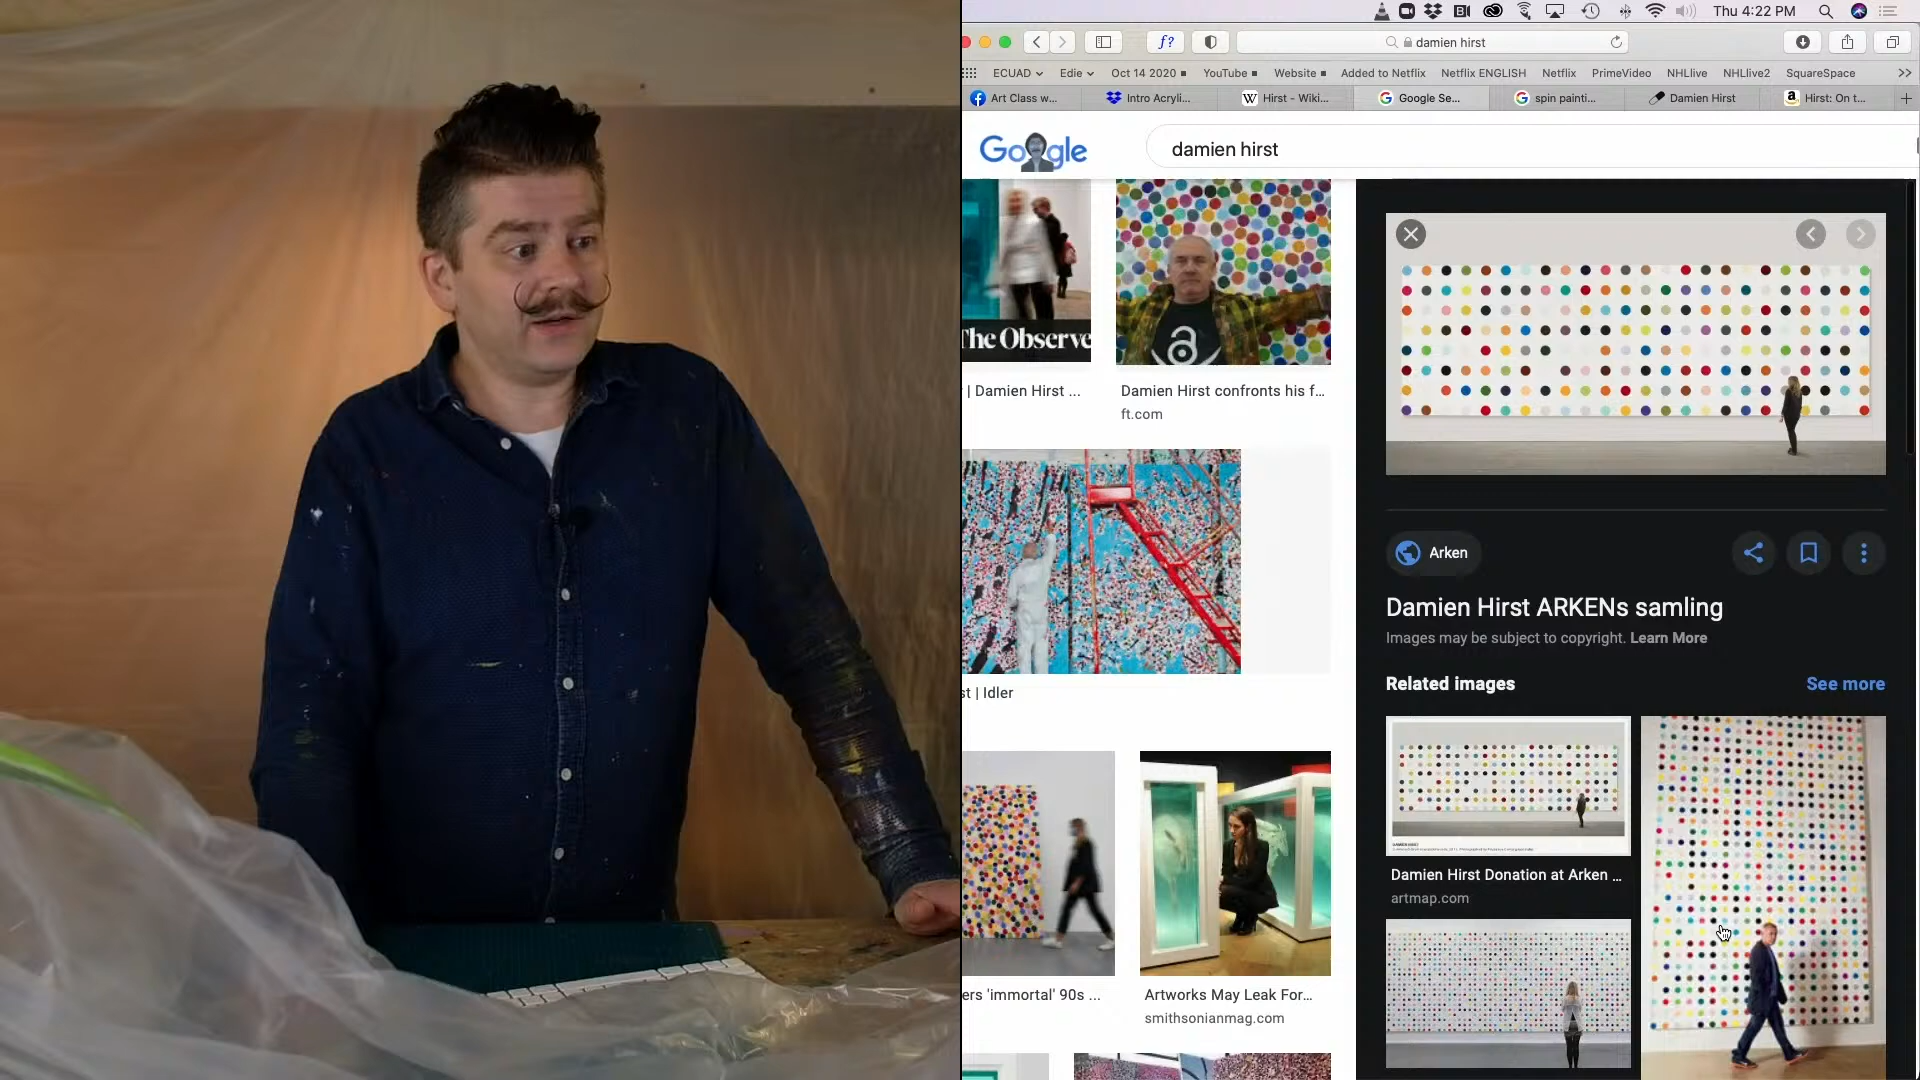 Thu 4:22 PM
f?
damien hirst
ECUAD
Edie
Oct 14 2020
YouTube
Website
Added to Netflix
Netflix ENGLISH
Netflix
PrimeVideo
NHLlive
NHLlive2
SquareSpace
Art Class w...
Intro Acryli...
Hirst - Wiki...
Google Se...
spin painti...
Damien Hirst
Hirst: On t...
Google
damien hirst
The Observe
| Damien Hirst ...
Damien Hirst confronts his f...
ft.com
st | Idler
ers 'immortal' 90s ...
Artworks May Leak For...
smithsonianmag.com
Arken
Damien Hirst ARKENs samling
Images may be subject to copyright. Learn More
Related images
See more
Damien Hirst Donation at Arken ...
artmap.com